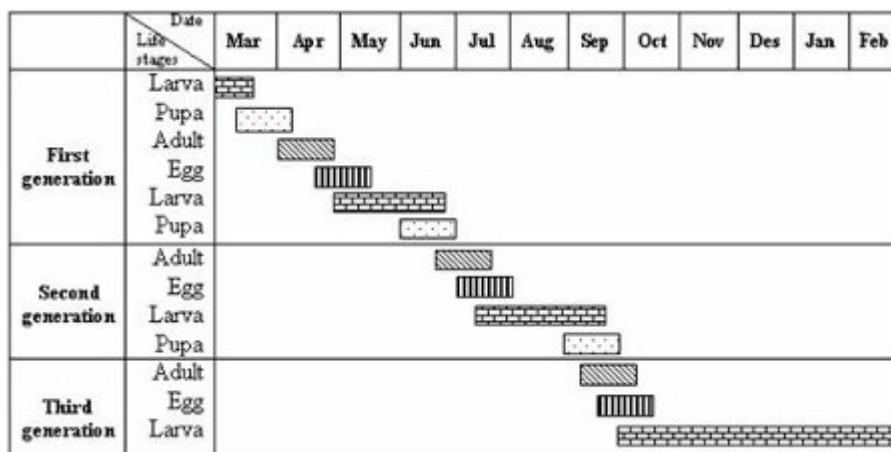 Date
Life stages
Mar Apr May Jun Jul Aug Sep Oct Nov Des Jan Feb
First generation
Larva
Pupa
Adult
Egg
Larva
Pupa
Second generation
Adult
Egg
Larva
Pupa
Third generation
Adult
Egg
Larva